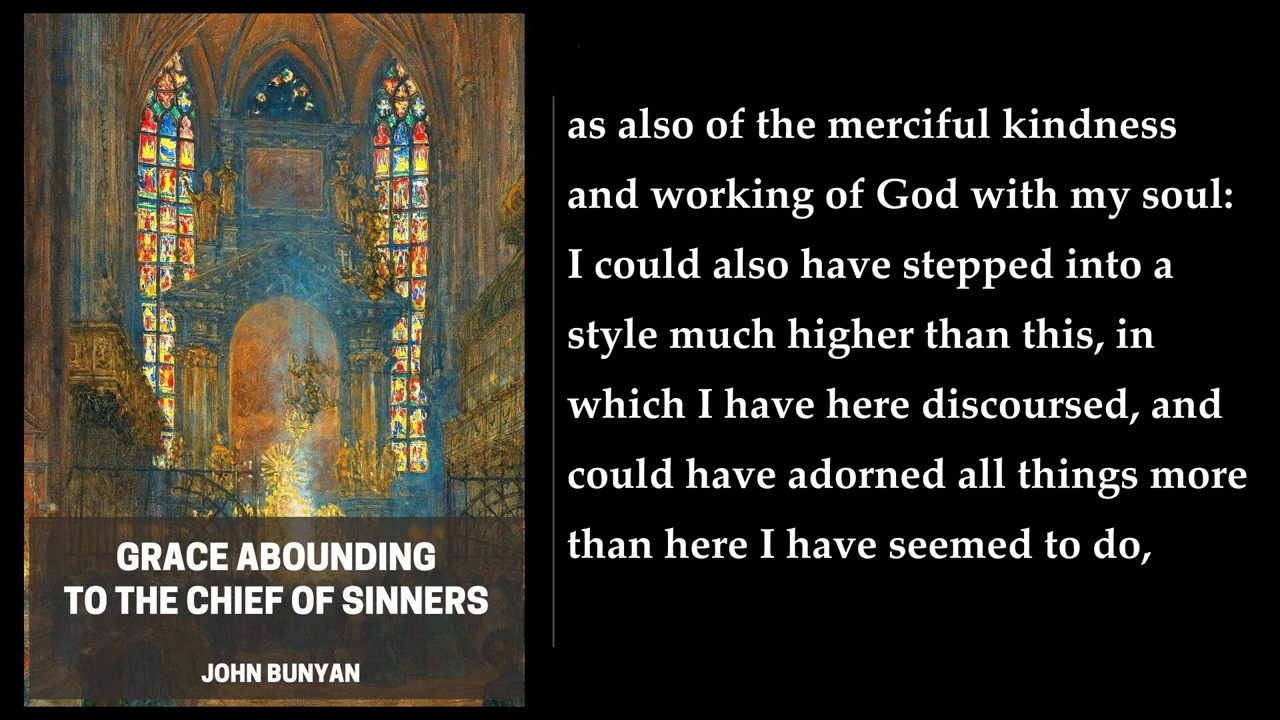 GRACE ABOUNDING
TO THE CHIEF OF SINNERS
JOHN BUNYAN
as also of the merciful kindness
and working of God with my soul:
I could also have stepped into a
style much higher than this, in
which I have here discoursed, and
could have adorned all things more
than here I have seemed to do,